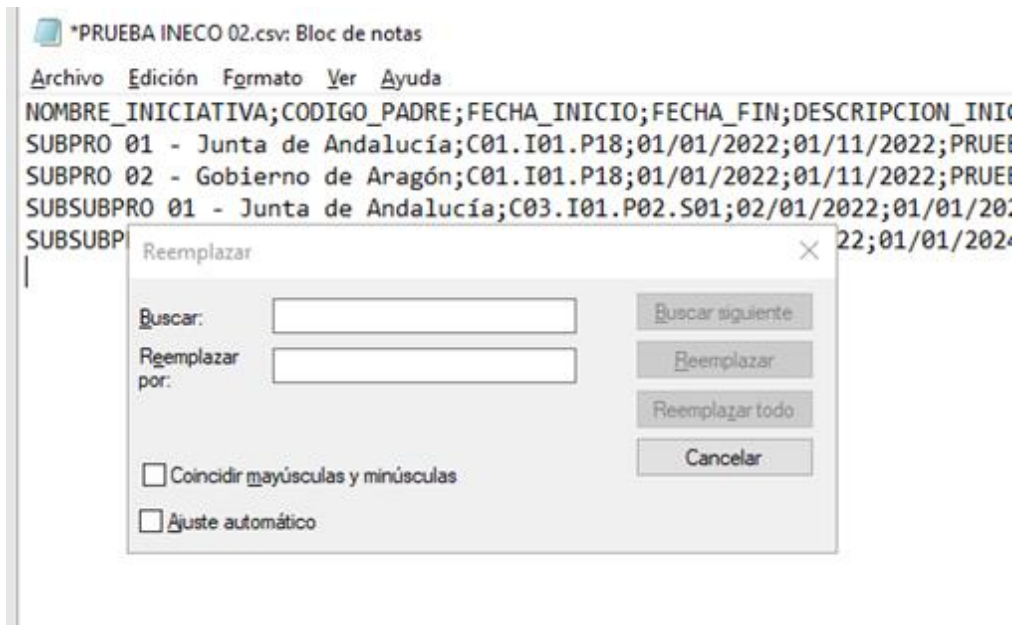 *PRUEBA INECO 02.csv: Bloc de notas
Archivo Edición Formato Ver Ayuda
NOMBRE_INICIATIVA;CODIGO_PADRE;FECHA_INICIO;FECHA_FIN;DESCRIPCION_INIC
SUBPRO 01 - Junta de Andalucía;C01.I01.P18;01/01/2022;01/11/2022;PRUEB
SUBPRO 02 - Gobierno de Aragón;C01.I01.P18;01/01/2022;01/11/2022;PRUEB
SUBSUBPRO 01 - Junta de Andalucía;C03.I01.P02.S01;02/01/2022;01/01/202
SUBSUBP 22;01/01/2024
Reemplazar
Buscar: Buscar siguiente
Reemplazar por: Reemplazar
Reemplazar todo
Cancelar
Coincidir mayúsculas y minúsculas
Ajuste automático